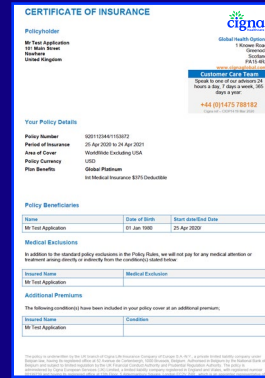 CERTIFICATE OF INSURANCE
cigna
Policyholder
Mr Test Application
101 Main Street
Nowhere
United Kingdom
Global Health Option
1 Knowe Roa
Greenoc
Scotlan
PA15 4R
www.cignaglobal.com
Customer Care Team
Speak to one of our advisors 24
hours a day, 7 days a week, 365
days a year:
+44 (0)1475 788182
Your Policy Details
Policy Number 920112344/1153972
Period of Insurance 25 Apr 2020 to 24 Apr 2021
Area of Cover WorldWide Excluding USA
Policy Currency USD
Plan Benefits Global Platinum
Int Medical Insurance $375 Deductible
Policy Beneficiaries
Name Date of Birth Start date/End Date
Mr Test Application 01 Jan 1980 25 Apr 2020/
Medical Exclusions
In addition to the standard policy exclusions in the Policy Rules, we will not pay for any medical attention or
treatment arising directly or indirectly from the condition(s) stated below
Insured Name Medical Exclusion
Mr Test Application
Additional Premiums
The following condition(s) have been included in your policy cover at an additional premium;
Insured Name Condition
Mr Test Application